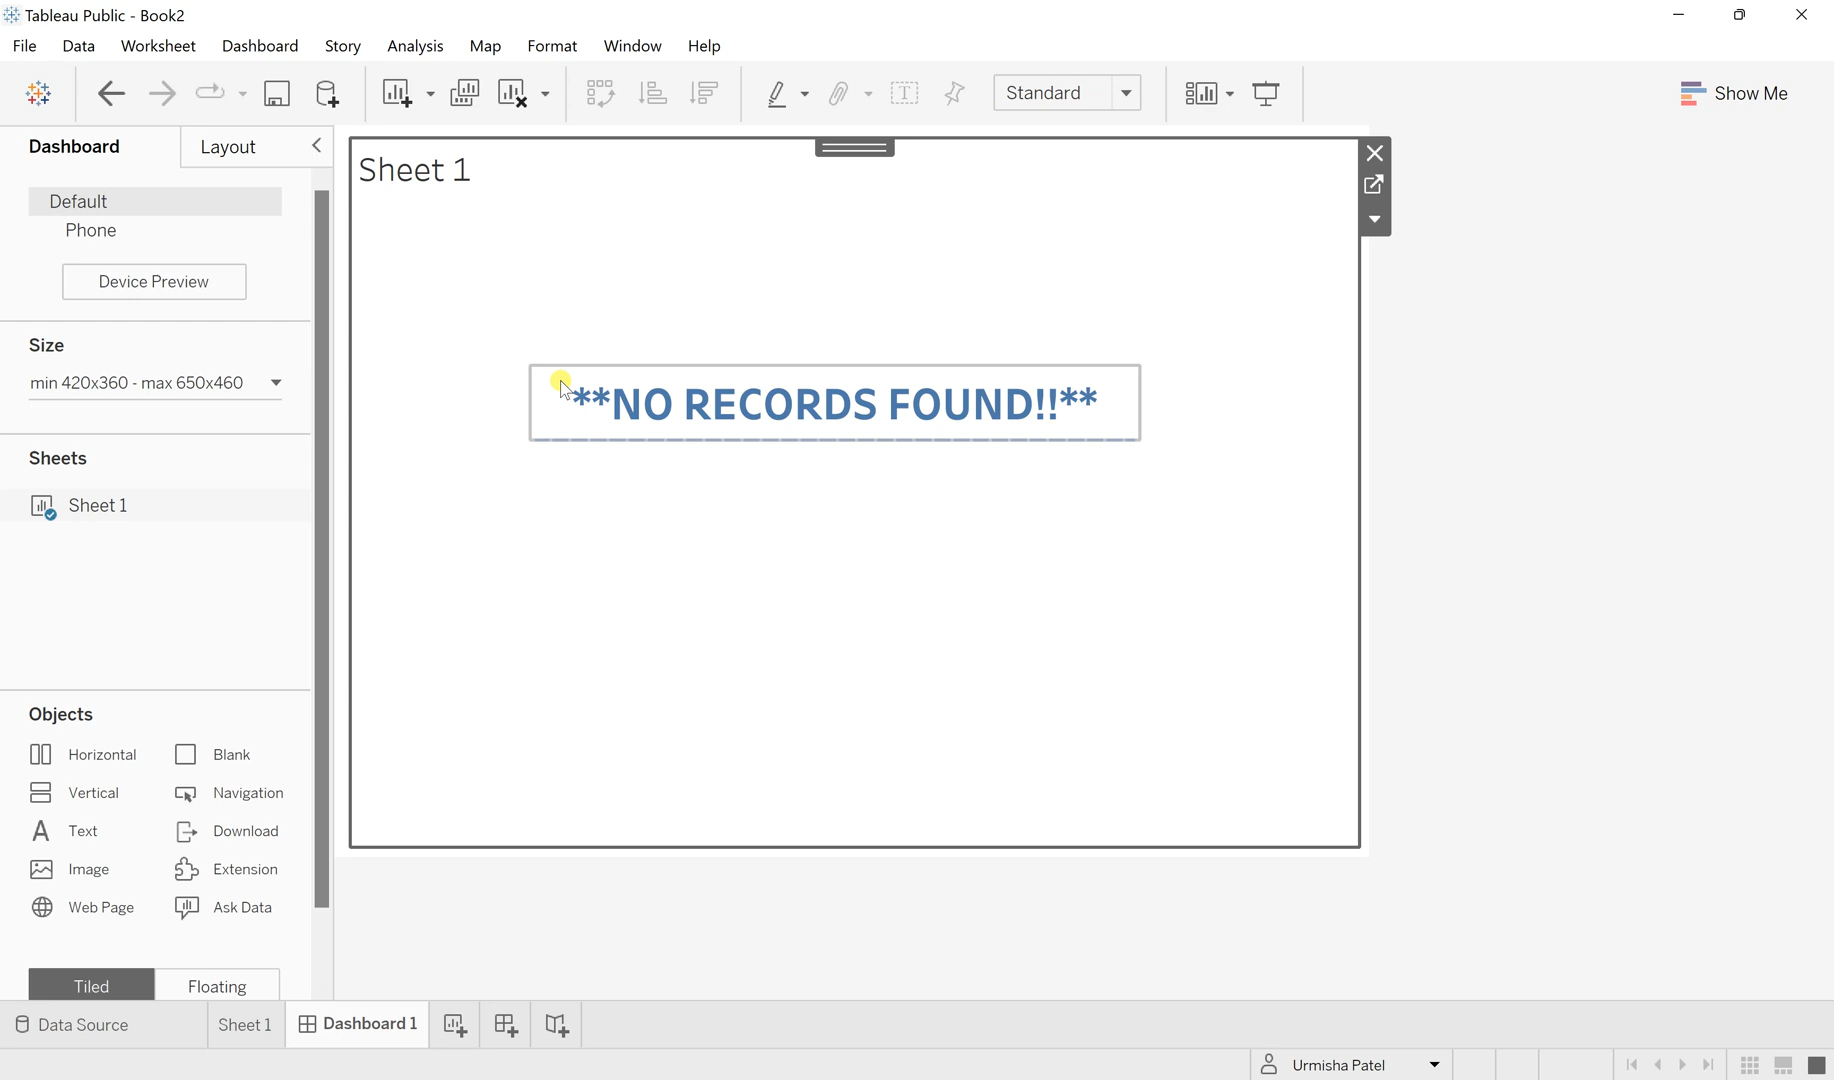 Tableau Public - Book2
File Data Worksheet Dashboard Story Analysis Map Format Window Help
Standard
Show Me
Dashboard Layout
Default
Phone
Device Preview
Size
min 420x360 - max 650x460
Sheets
Sheet 1
Objects
Horizontal Blank
Vertical Navigation
Text Download
Image Extension
Web Page Ask Data
Tiled Floating
Sheet 1
**NO RECORDS FOUND!!**
Data Source Sheet 1 Dashboard 1
Urmisha Patel